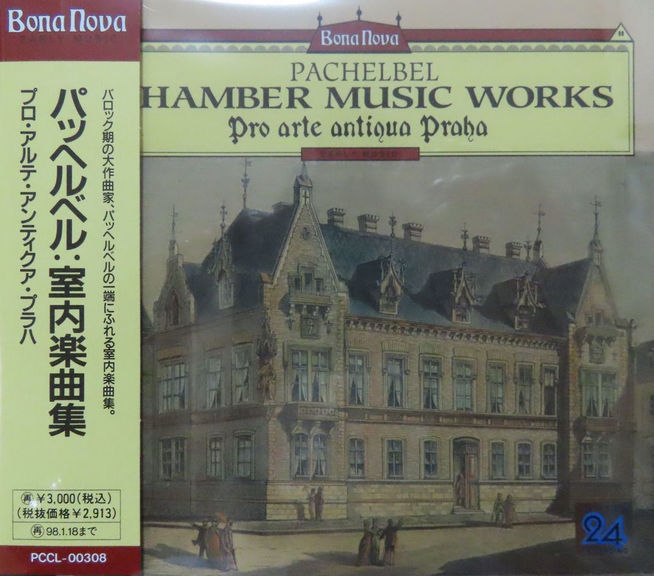 Bona Nova
パッヘルベル:室内楽曲集
プロ・アルテ・アンティクア・プラハ
バロック期の大作曲家、パッヘルベルの一端にふれる室内楽曲集。
再¥3,000(税込)
(税抜価格¥2,913)
再98.1.18まで
PCCL-00308
Bona Nova
PACHELBEL
HAMBER MUSIC WORKS
Pro arte antiqua Praha
24